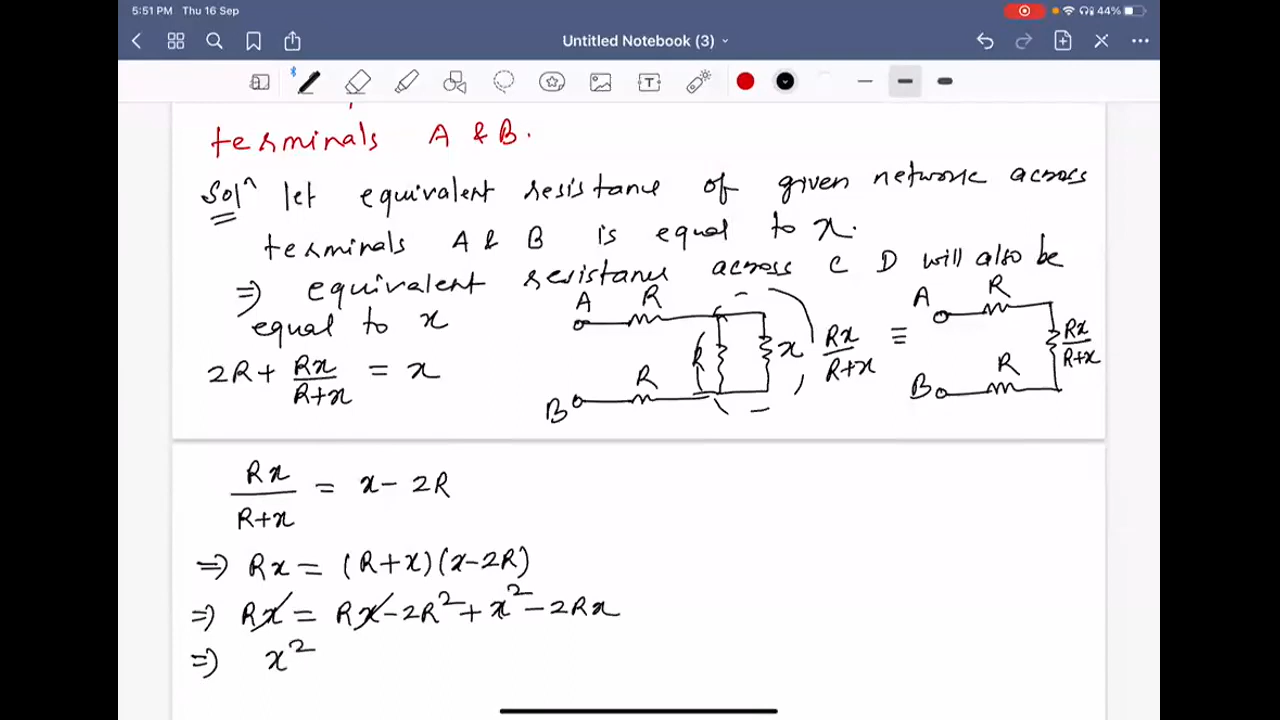 5:51 PM Thu 16 Sep
44%
Untitled Notebook (3)
terminals A & B.
Solⁿ let equivalent resistance of given network across
terminals A & B is equal to x.
=> equivalent resistance across C D will also be
equal to x
2R + Rx/R+x = x
A R
R x Rx/R+x ≡
B R
A R
Rx/R+x
B R
Rx/R+x = x - 2R
=> Rx = (R+x)(x-2R)
=> Rx = Rx - 2R² + x² - 2Rx
=> x²